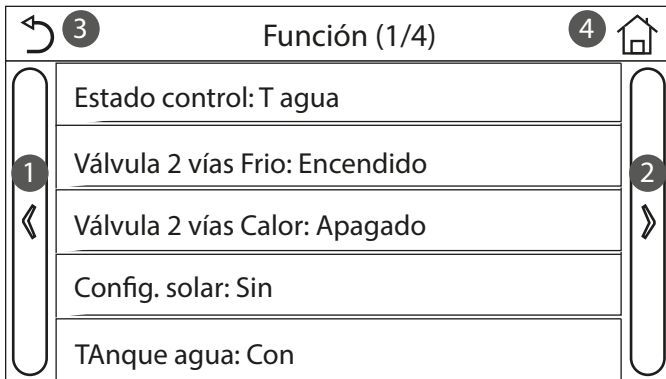 3 Función (1/4) 4
Estado control: T agua
1 Válvula 2 vías Frio: Encendido 2
Válvula 2 vías Calor: Apagado
Config. solar: Sin
TAnque agua: Con